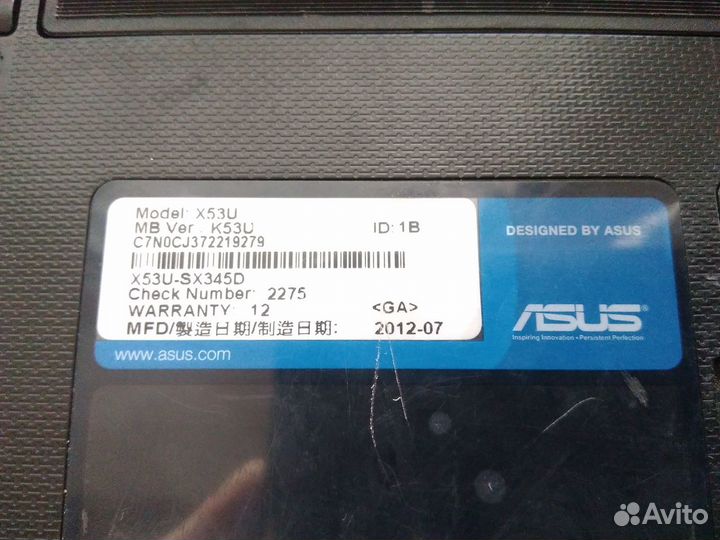 Model: X53U
MB Ver.: K53U ID: 1B
C7N0CJ372219279
X53U-SX345D
Check Number: 2275
WARRANTY: 12 <GA>
MFD/製造日期/制造日期: 2012-07
www.asus.com
DESIGNED BY ASUS
ASUS®
Inspiring Innovation • Persistent Perfection
Avito